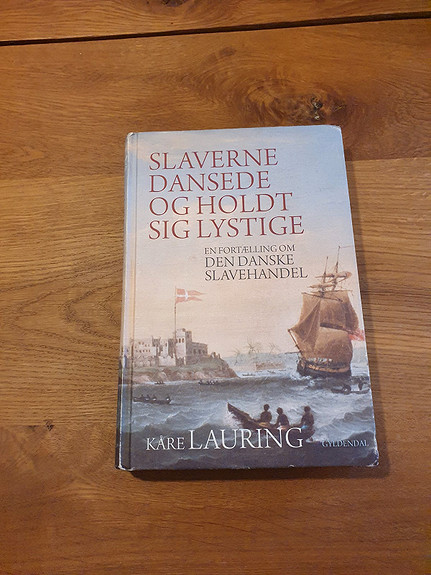 SLAVERNE
DANSEDE
OG HOLDT
SIG LYSTIGE
EN FORTÆLLING OM
DEN DANSKE
SLAVEHANDEL
KÅRE LAURING
GYLDENDAL